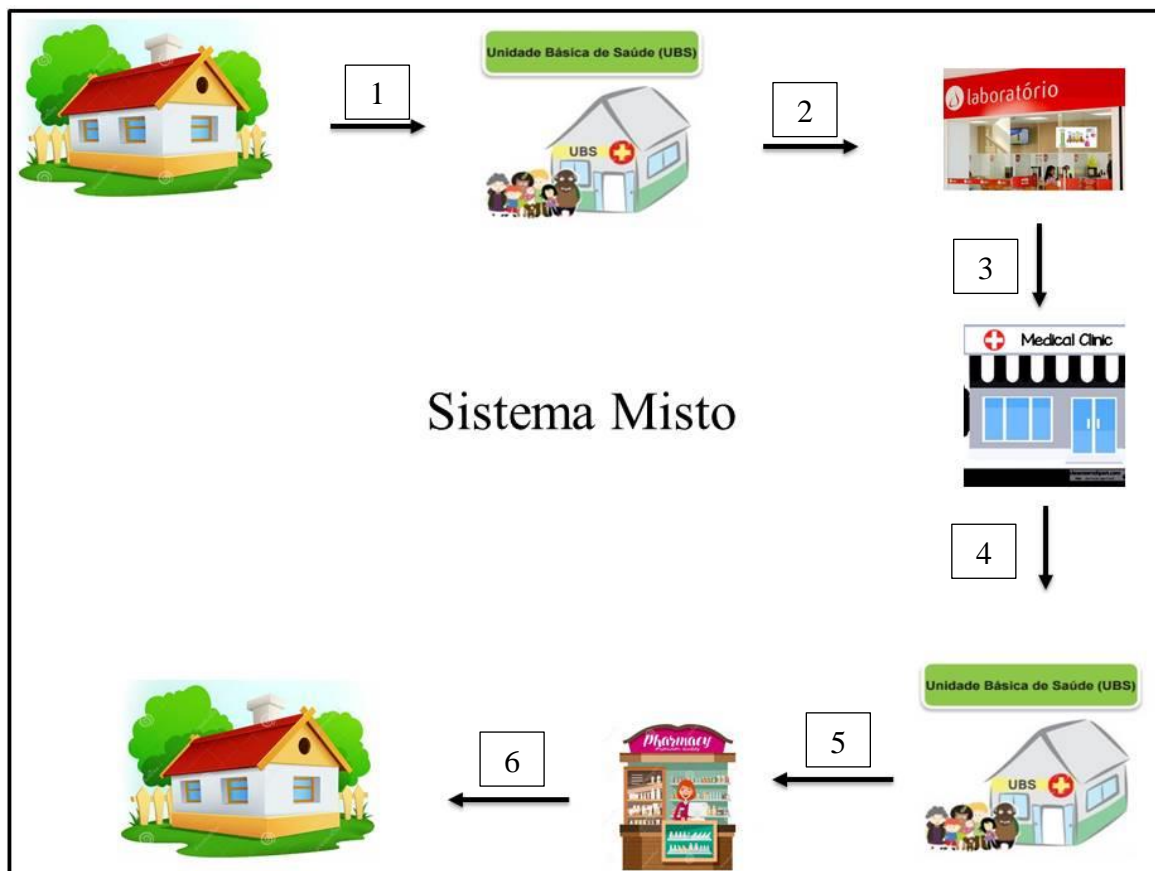 Unidade Básica de Saúde (UBS)
1
2
laboratório
UBS
3
Medical Clinic
Sistema Misto
4
Unidade Básica de Saúde (UBS)
Pharmacy
5
6
UBS